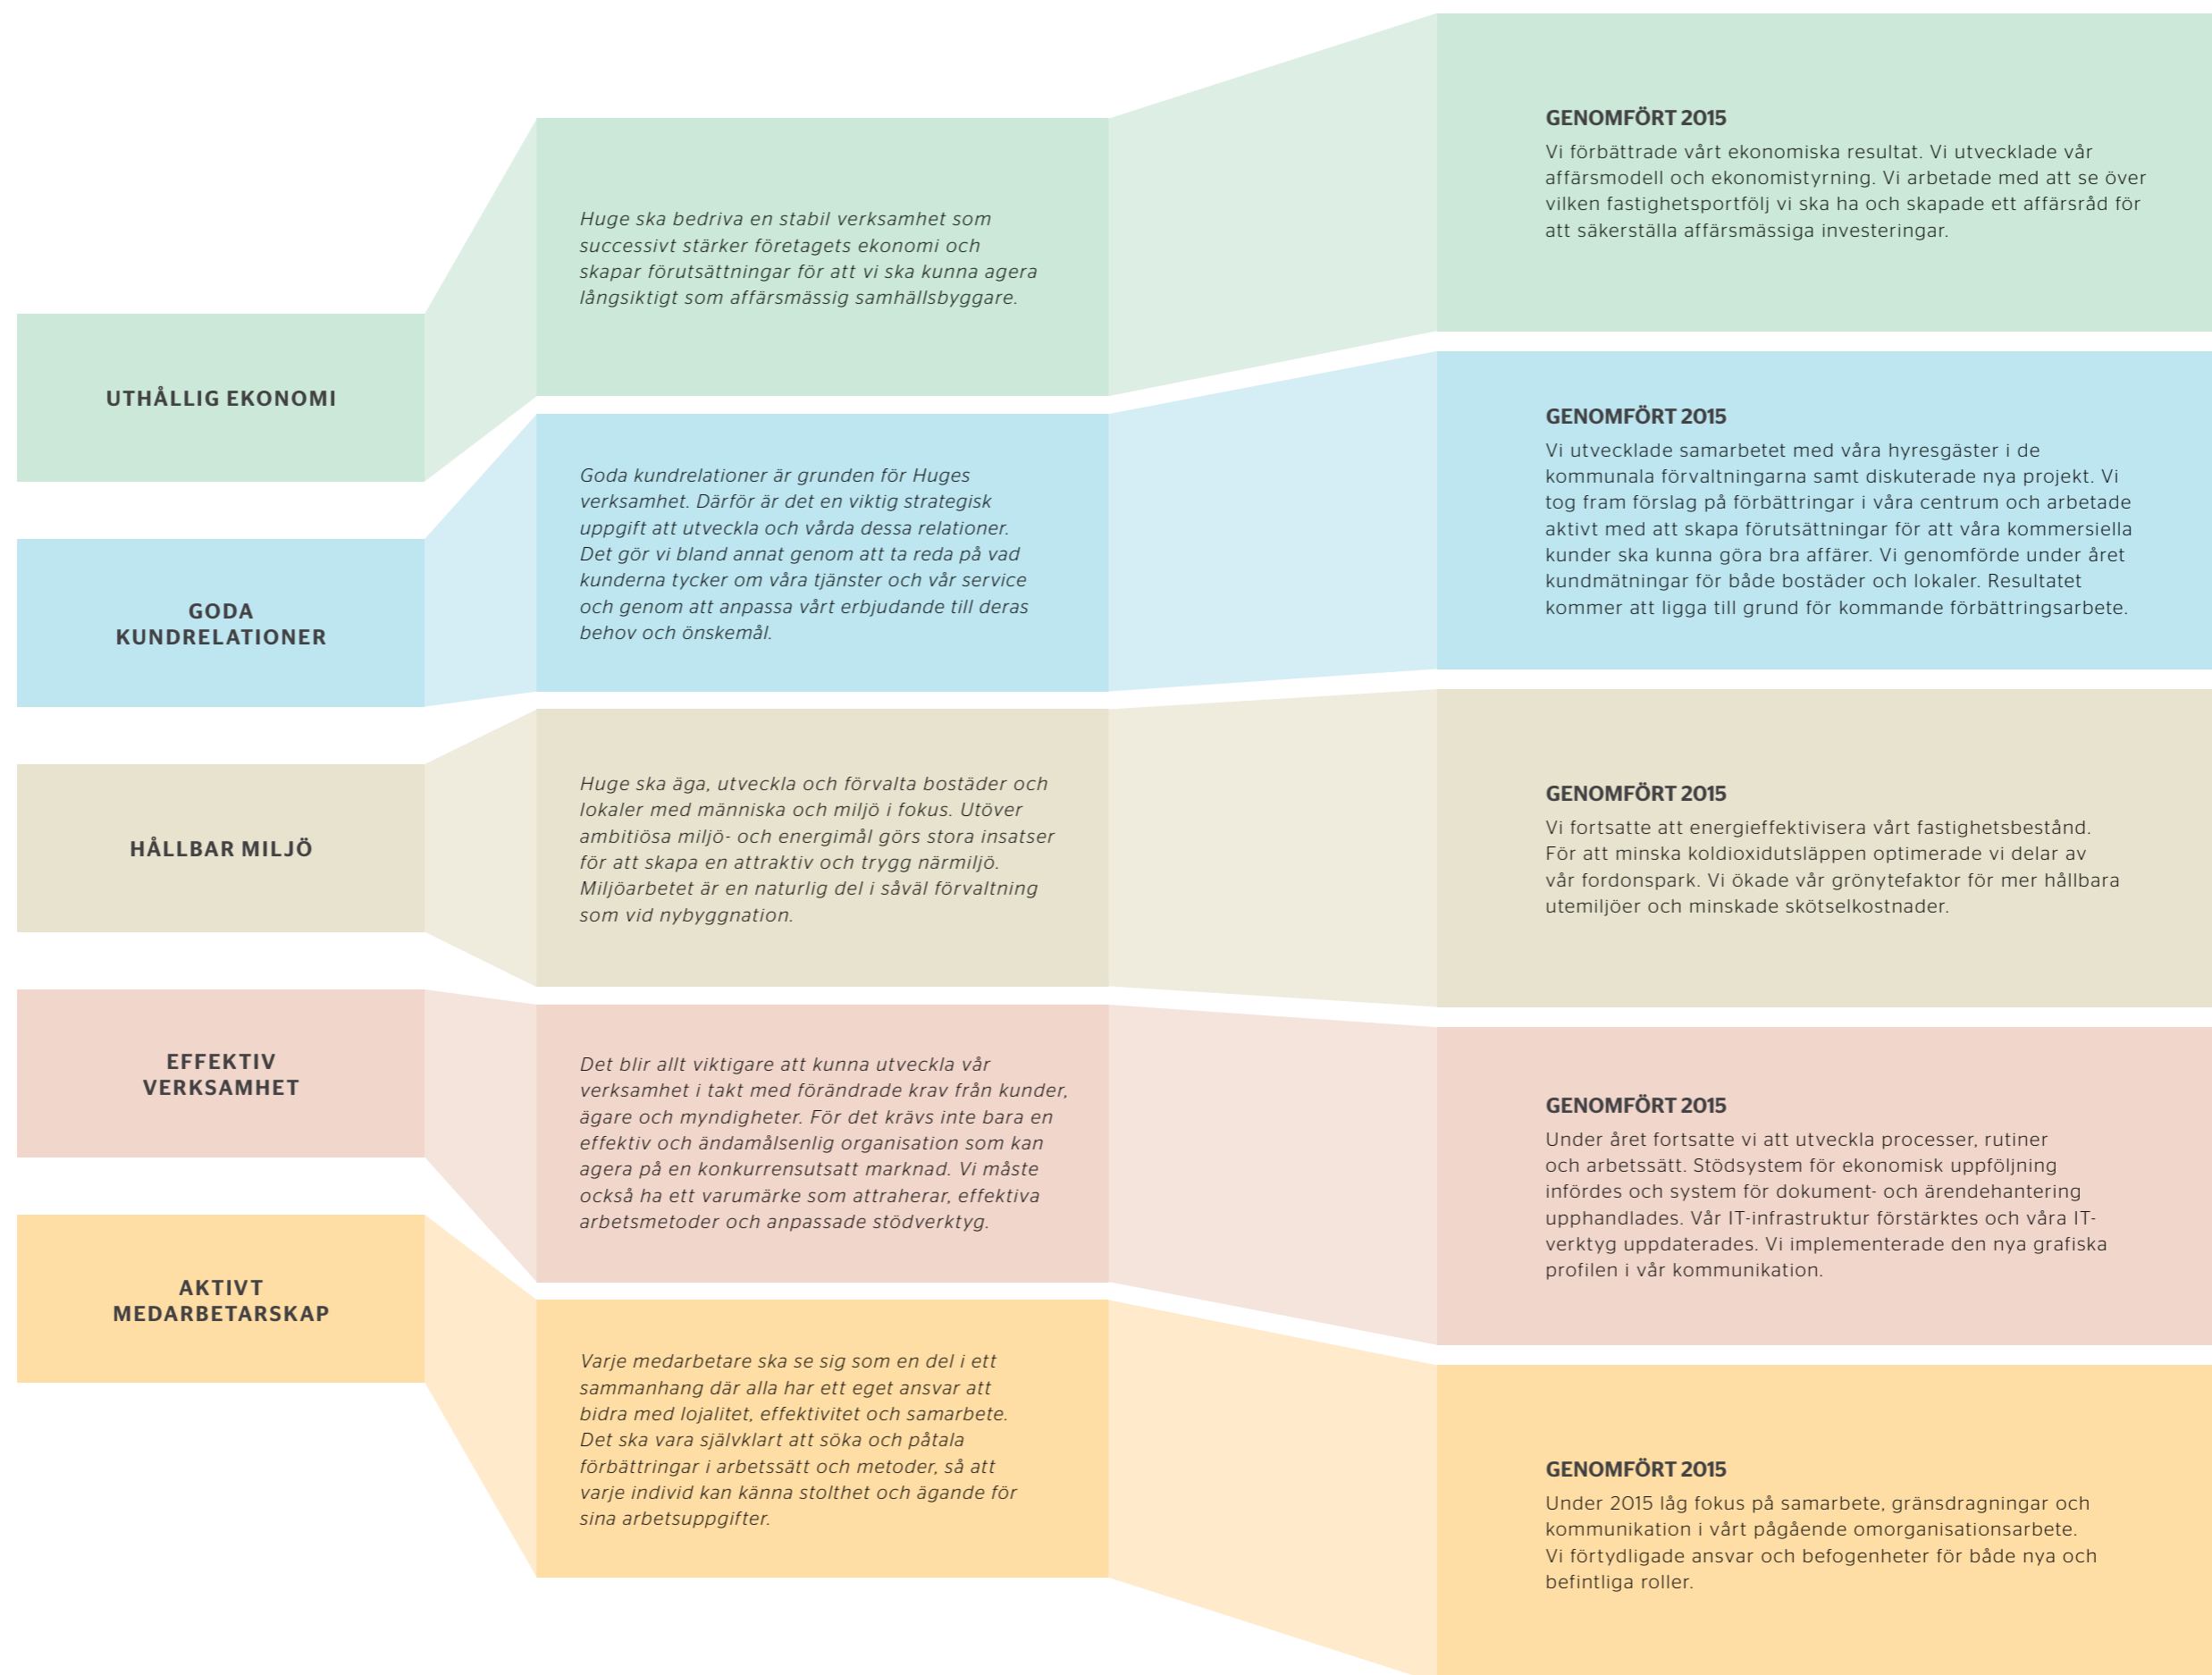 UTHÅLLIG EKONOMI
Huge ska bedriva en stabil verksamhet som
successivt stärker företagets ekonomi och
skapar förutsättningar för att vi ska kunna agera
långsiktigt som affärsmässig samhällsbyggare.
GENOMFÖRT 2015
Vi förbättrade vårt ekonomiska resultat. Vi utvecklade vår
affärsmodell och ekonomistyrning. Vi arbetade med att se över
vilken fastighetsportfölj vi ska ha och skapade ett affärsråd för
att säkerställa affärsmässiga investeringar.
GODA
KUNDRELATIONER
Goda kundrelationer är grunden för Huges
verksamhet. Därför är det en viktig strategisk
uppgift att utveckla och vårda dessa relationer.
Det gör vi bland annat genom att ta reda på vad
kunderna tycker om våra tjänster och vår service
och genom att anpassa vårt erbjudande till deras
behov och önskemål.
GENOMFÖRT 2015
Vi utvecklade samarbetet med våra hyresgäster i de
kommunala förvaltningarna samt diskuterade nya projekt. Vi
tog fram förslag på förbättringar i våra centrum och arbetade
aktivt med att skapa förutsättningar för att våra kommersiella
kunder ska kunna göra bra affärer. Vi genomförde under året
kundmätningar för både bostäder och lokaler. Resultatet
kommer att ligga till grund för kommande förbättringsarbete.
HÅLLBAR MILJÖ
Huge ska äga, utveckla och förvalta bostäder och
lokaler med människa och miljö i fokus. Utöver
ambitiösa miljö- och energimål görs stora insatser
för att skapa en attraktiv och trygg närmiljö.
Miljöarbetet är en naturlig del i såväl förvaltning
som vid nybyggnation.
GENOMFÖRT 2015
Vi fortsatte att energieffektivisera vårt fastighetsbestånd.
För att minska koldioxidutsläppen optimerade vi delar av
vår fordonspark. Vi ökade vår grönytefaktor för mer hållbara
utemiljöer och minskade skötselkostnader.
EFFEKTIV
VERKSAMHET
Det blir allt viktigare att kunna utveckla vår
verksamhet i takt med förändrade krav från kunder,
ägare och myndigheter. För det krävs inte bara en
effektiv och ändamålsenlig organisation som kan
agera på en konkurrensutsatt marknad. Vi måste
också ha ett varumärke som attraherar, effektiva
arbetsmetoder och anpassade stödverktyg.
GENOMFÖRT 2015
Under året fortsatte vi att utveckla processer, rutiner
och arbetssätt. Stödsystem för ekonomisk uppföljning
infördes och system för dokument- och ärendehantering
upphandlades. Vår IT-infrastruktur förstärktes och våra IT-
verktyg uppdaterades. Vi implementerade den nya grafiska
profilen i vår kommunikation.
AKTIVT
MEDARBETARSKAP
Varje medarbetare ska se sig som en del i ett
sammanhang där alla har ett eget ansvar att
bidra med lojalitet, effektivitet och samarbete.
Det ska vara självklart att söka och påtala
förbättringar i arbetssätt och metoder, så att
varje individ kan känna stolthet och ägande för
sina arbetsuppgifter.
GENOMFÖRT 2015
Under 2015 låg fokus på samarbete, gränsdragningar och
kommunikation i vårt pågående omorganisationsarbete.
Vi förtydligade ansvar och befogenheter för både nya och
befintliga roller.